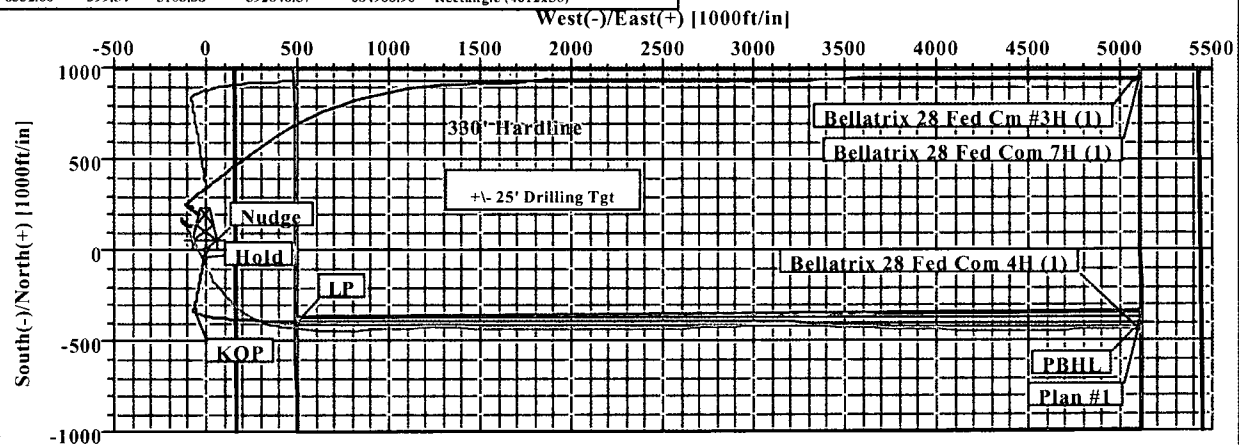 Rectangle (4612x50)
West(-)/East(+) [1000ft/in]
-500 0 500 1000 1500 2000 2500 3000 3500 4000 4500 5000 5500
South(-)/North(+) [1000ft/in]
1000
500
0
-500
-1000
330' Hardline
Bellatrix 28 Fed Cm #3H (1)
Bellatrix 28 Fed Com 7H (1)
+\- 25' Drilling Tgt
Nudge
Hold
Bellatrix 28 Fed Com 4H (1)
LP
KOP
PBHL
Plan #1